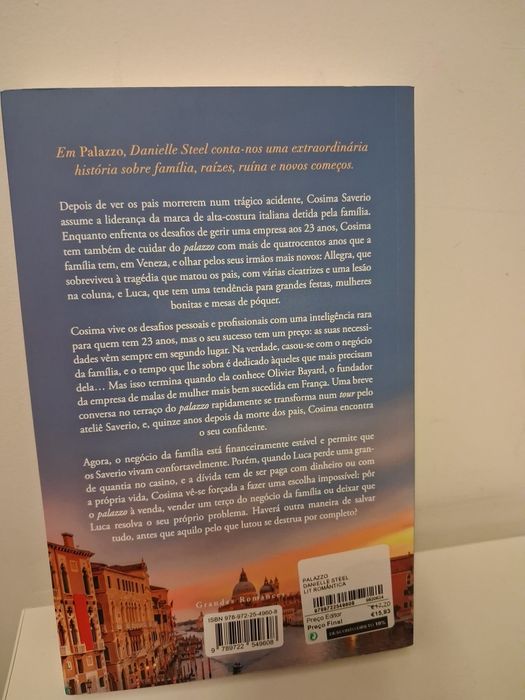 Em Palazzo, Danielle Steel conta-nos uma extraordinária
história sobre família, raízes, ruína e novos começos.
Depois de ver os pais morrerem num trágico acidente, Cosima Saverio
assume a liderança da marca de alta-costura italiana detida pela família.
Enquanto enfrenta os desafios de gerir uma empresa aos 23 anos, Cosima
tem também de cuidar do palazzo com mais de quatrocentos anos que a
família tem, em Veneza, e olhar pelos seus irmãos mais novos: Allegra, que
sobreviveu à tragédia que matou os pais, com várias cicatrizes e uma lesão
na coluna, e Luca, que tem uma tendência para grandes festas, mulheres
bonitas e mesas de póquer.
Cosima vive os desafios pessoais e profissionais com uma inteligência rara
para quem tem 23 anos, mas o seu sucesso tem um preço: as suas necessi-
dades vêm sempre em segundo lugar. Na verdade, casou-se com o negócio
da família, e o tempo que lhe sobra é dedicado àqueles que mais precisam
dela... Mas isso termina quando ela conhece Olivier Bayard, o fundador
da empresa de malas de mulher mais bem sucedida em França. Uma breve
conversa no terraço do palazzo rapidamente se transforma num tour pelo
ateliê Saverio, e, quinze anos depois da morte dos pais, Cosima encontra
o seu confidente.
Agora, o negócio da família está financeiramente estável e permite que
os Saverio vivam confortavelmente. Porém, quando Luca perde uma gran-
de quantia no casino, e a dívida tem de ser paga com dinheiro ou com
a própria vida, Cosima vê-se forçada a fazer uma escolha impossível: pôr
o palazzo à venda, vender um terço do negócio da família ou deixar que
Luca resolva o seu próprio problema. Haverá outra maneira de salvar
tudo, antes que aquilo pelo que lutou se destrua por completo?
Grandes Romances
ISBN 978-972-25-4960-8
9 789722 549608
PALAZZO
DANIELLE STEEL
LIT ROMÂNTICA
9789722549608
Preço Editor
Preço Final
€15,93
10%